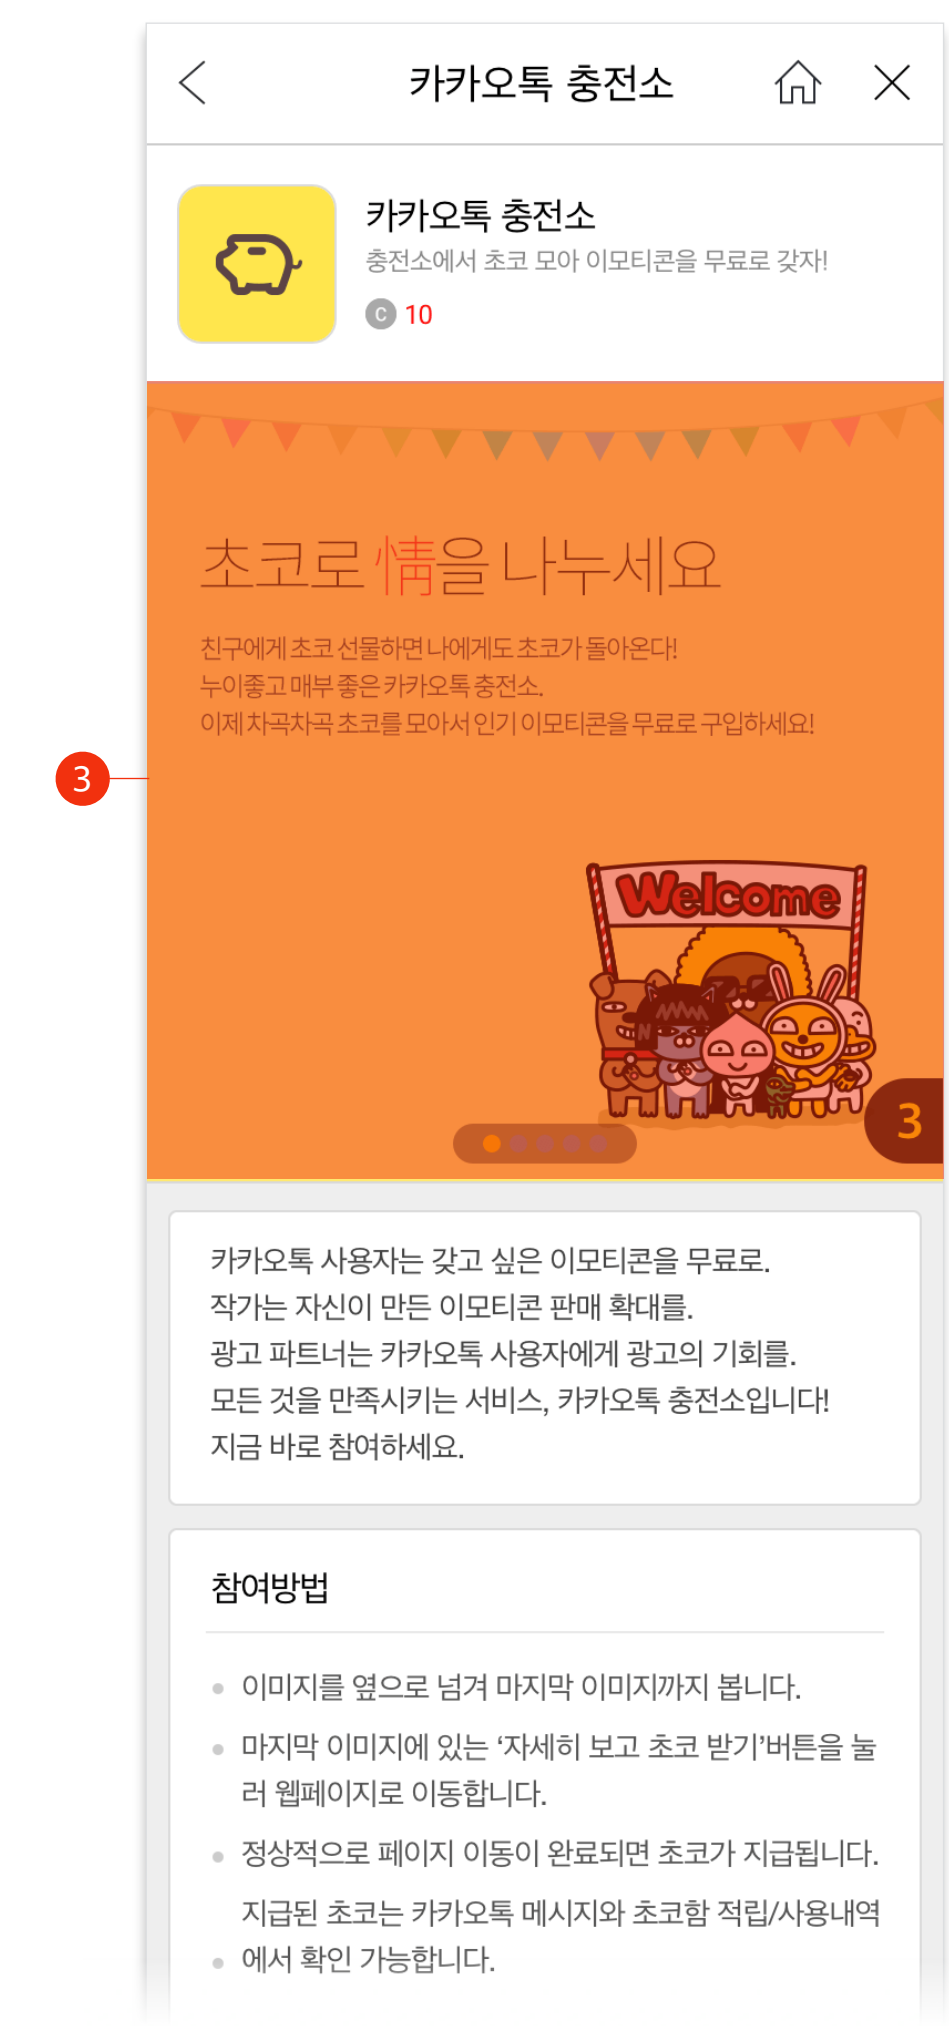 카카오톡 충전소
카카오톡 충전소
충전소에서 초코 모아 이모티콘을 무료로 갖자!
C 10
초코로 情을 나누세요
친구에게 초코 선물하면 나에게도 초코가 돌아온다!
누이좋고 매부 좋은 카카오톡 충전소.
이제 차곡차곡 초코를 모아서 인기 이모티콘을 무료로 구입하세요!
3
Welcome
3
카카오톡 사용자는 갖고 싶은 이모티콘을 무료로.
작가는 자신이 만든 이모티콘 판매 확대를.
광고 파트너는 카카오톡 사용자에게 광고의 기회를.
모든 것을 만족시키는 서비스, 카카오톡 충전소입니다!
지금 바로 참여하세요.
참여방법
이미지를 옆으로 넘겨 마지막 이미지까지 봅니다.
마지막 이미지에 있는 ‘자세히 보고 초코 받기’버튼을 눌
러 웹페이지로 이동합니다.
정상적으로 페이지 이동이 완료되면 초코가 지급됩니다.
지급된 초코는 카카오톡 메시지와 초코함 적립/사용내역
에서 확인 가능합니다.